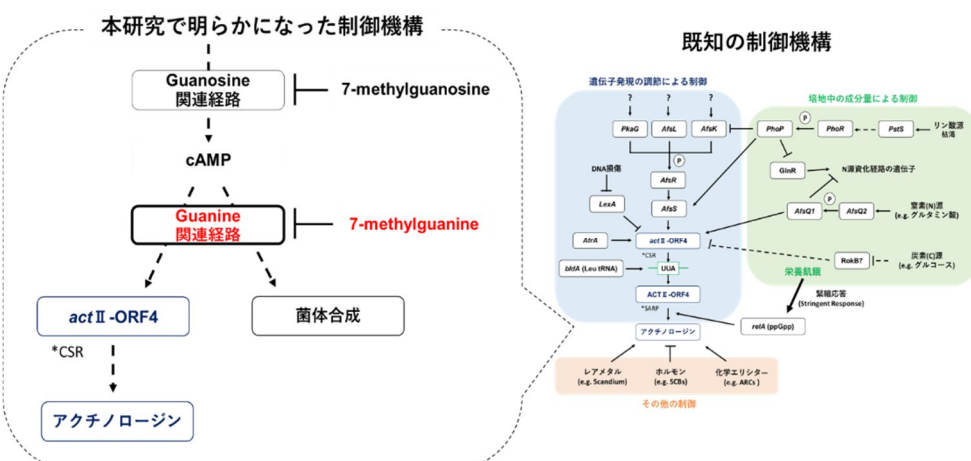 本研究で明らかになった制御機構
Guanosine
関連経路
7-methylguanosine
cAMP
Guanine
関連経路
7-methylguanine
actⅡ-ORF4
菌体合成
*CSR
アクチノロージン
既知の制御機構
遺伝子発現の調節による制御
? ? ?
PkaG AfsL AfsK
P
AfsR
AfsS
DNA損傷
LexA
AtrA
actⅡ-ORF4
*CSR
bldA (Leu tRNA)
UUA
ACTⅡ-ORF4
*SARP
アクチノロージン
培地中の成分量による制御
PhoP
P
PhoR
PstS
リン酸源
枯渇
GlnR
N源資化経路の遺伝子
AfsQ1
P
AfsQ2
窒素(N)源
(e.g. グルタミン酸)
RokB7
炭素(C)源
(e.g. グルコース)
栄養飢餓
緊縮応答
(Stringent Response)
relA (ppGpp)
レアメタル
(e.g. Scandium)
ホルモン
(e.g. SCBs)
化学エリシター
(e.g. ARCs )
その他の制御